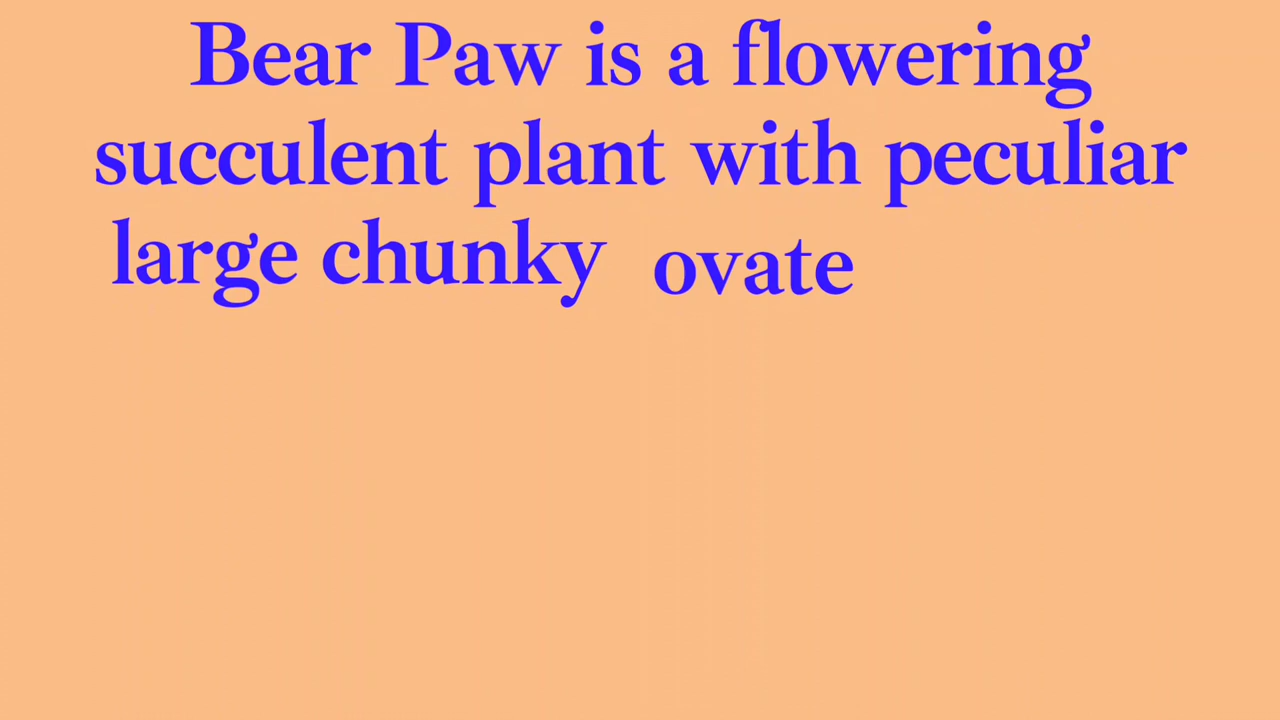 Bear Paw is a flowering
succulent plant with peculiar
large chunky ovate